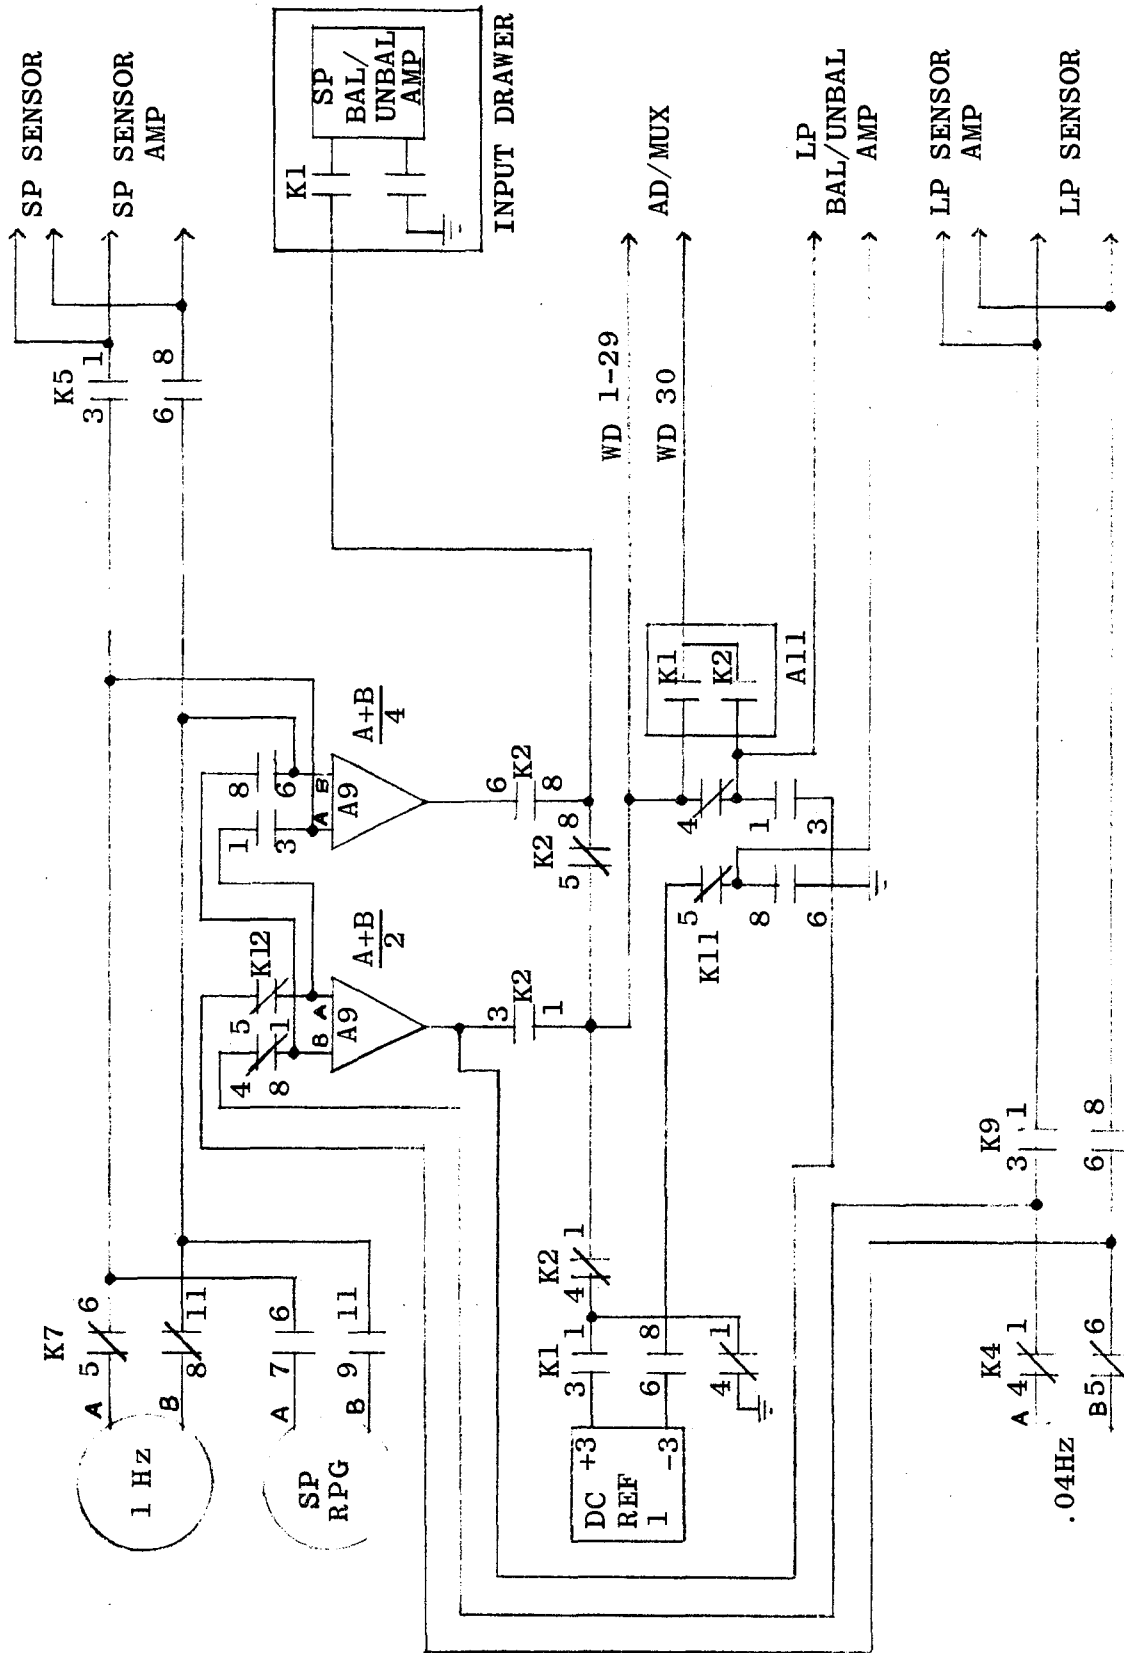 SP SENSOR
SP SENSOR
AMP
K1
SP
BAL/
UNBAL
AMP
INPUT DRAWER
K5
3 1
6 8
K7
A 5 6
B 8 11
1 Hz
A 7 6
B 9 11
SP
RPG
K12
4 5
8 1
B A
A9
A+B
2
1 8
3 6
A B
A9
A+B
4
3 K2
1
6 K2
8
K2
5 8
WD 1-29
WD 30
AD/MUX
K1
K2
A11
LP
BAL/UNBAL
AMP
K11
5 4
8 1
6 3
K2
4 1
K1
3 1
6 8
4 1
DC +3
REF
1 -3
LP SENSOR
AMP
LP SENSOR
K9
3 1
6 8
K4
A 4 1
B5 6
.04Hz